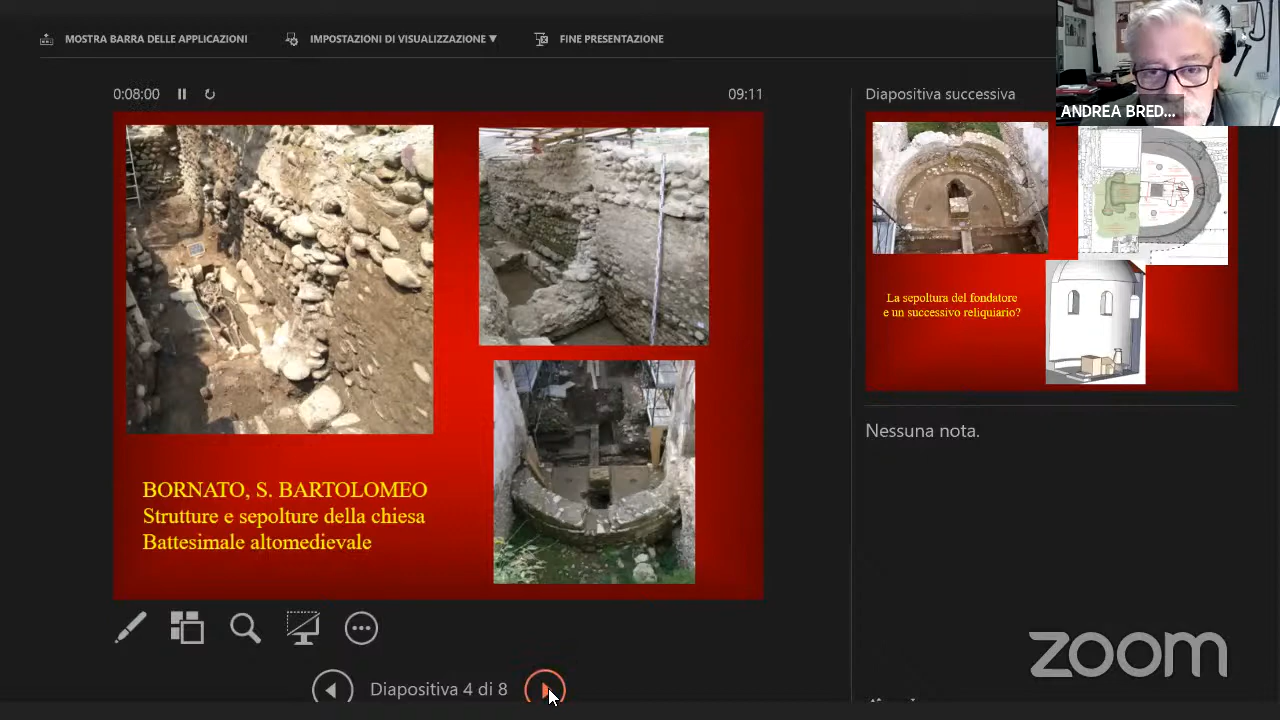 MOSTRA BARRA DELLE APPLICAZIONI
IMPOSTAZIONI DI VISUALIZZAZIONE ▼
FINE PRESENTAZIONE
ANDREA BRED...
0:08:00
09:11
Diapositiva successiva
BORNATO, S. BARTOLOMEO
Strutture e sepolture della chiesa
Battesimale altomedievale
La sepoltura del fondatore
e un successivo reliquiario?
Nessuna nota.
Diapositiva 4 di 8
zoom